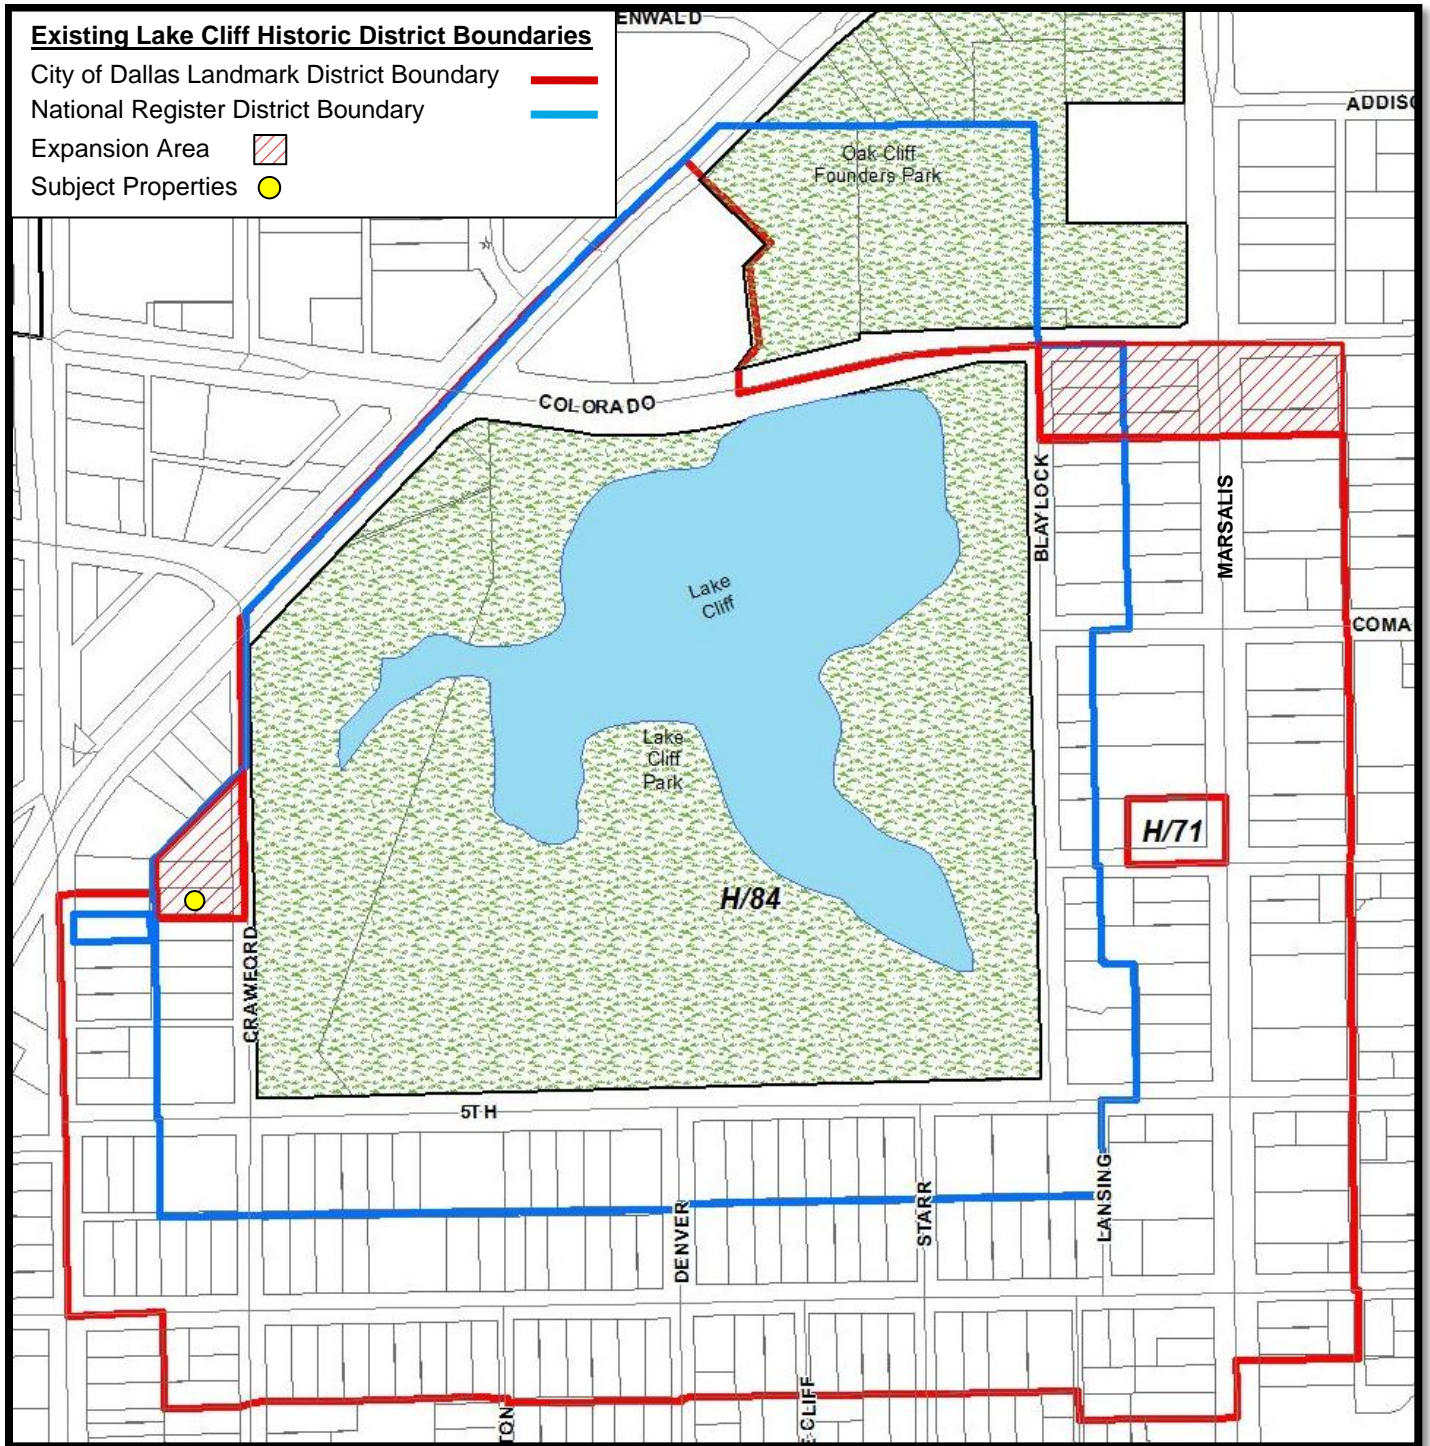 Existing Lake Cliff Historic District Boundaries
City of Dallas Landmark District Boundary
National Register District Boundary
Expansion Area
Subject Properties
ENWALD
ADDISO
Oak Cliff
Founders Park
COLORADO
BLAYLOCK
MARSALIS
Lake
Cliff
COMA
Lake
Cliff
Park
H/71
H/84
CRAWFORD
5TH
DENVER
STARR
LANSING
TON
E CLIFF